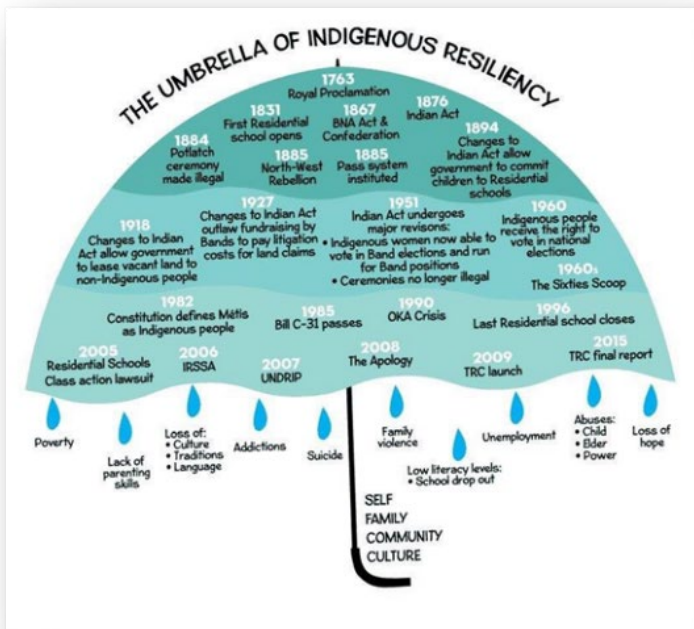 THE UMBRELLA OF INDIGENOUS RESILIENCY
1763
Royal Proclamation
1831
First Residential
school opens
1867
BNA Act &
Confederation
1876
Indian Act
1884
Potlatch
ceremony
made illegal
1885
North-West
Rebellion
1885
Pass system
instituted
1894
Changes to
Indian Act allow
government to commit
children to Residential
schools
1918
Changes to Indian
Act allow government
to lease vacant land to
non-Indigenous people
1927
Changes to Indian Act
outlaw fundraising by
Bands to pay litigation
costs for land claims
1951
Indian Act undergoes
major revisons:
• Indigenous women now able to
vote in Band elections and run
for Band positions
• Ceremonies no longer illegal
1960
Indigenous people
receive the right to
vote in national
elections
1960s
The Sixties Scoop
1982
Constitution defines Métis
as Indigenous people
1985
Bill C-31 passes
1990
OKA Crisis
1996
Last Residential school closes
2005
Residential Schools
Class action lawsuit
2006
IRSSA
2007
UNDRIP
2008
The Apology
2009
TRC launch
2015
TRC final report
Poverty
Lack of
parenting
skills
Loss of:
• Culture
• Traditions
• Language
Addictions
Suicide
Family
violence
Low literacy levels:
• School drop out
Unemployment
Abuses:
• Child
• Elder
• Power
Loss of
hope
SELF
FAMILY
COMMUNITY
CULTURE